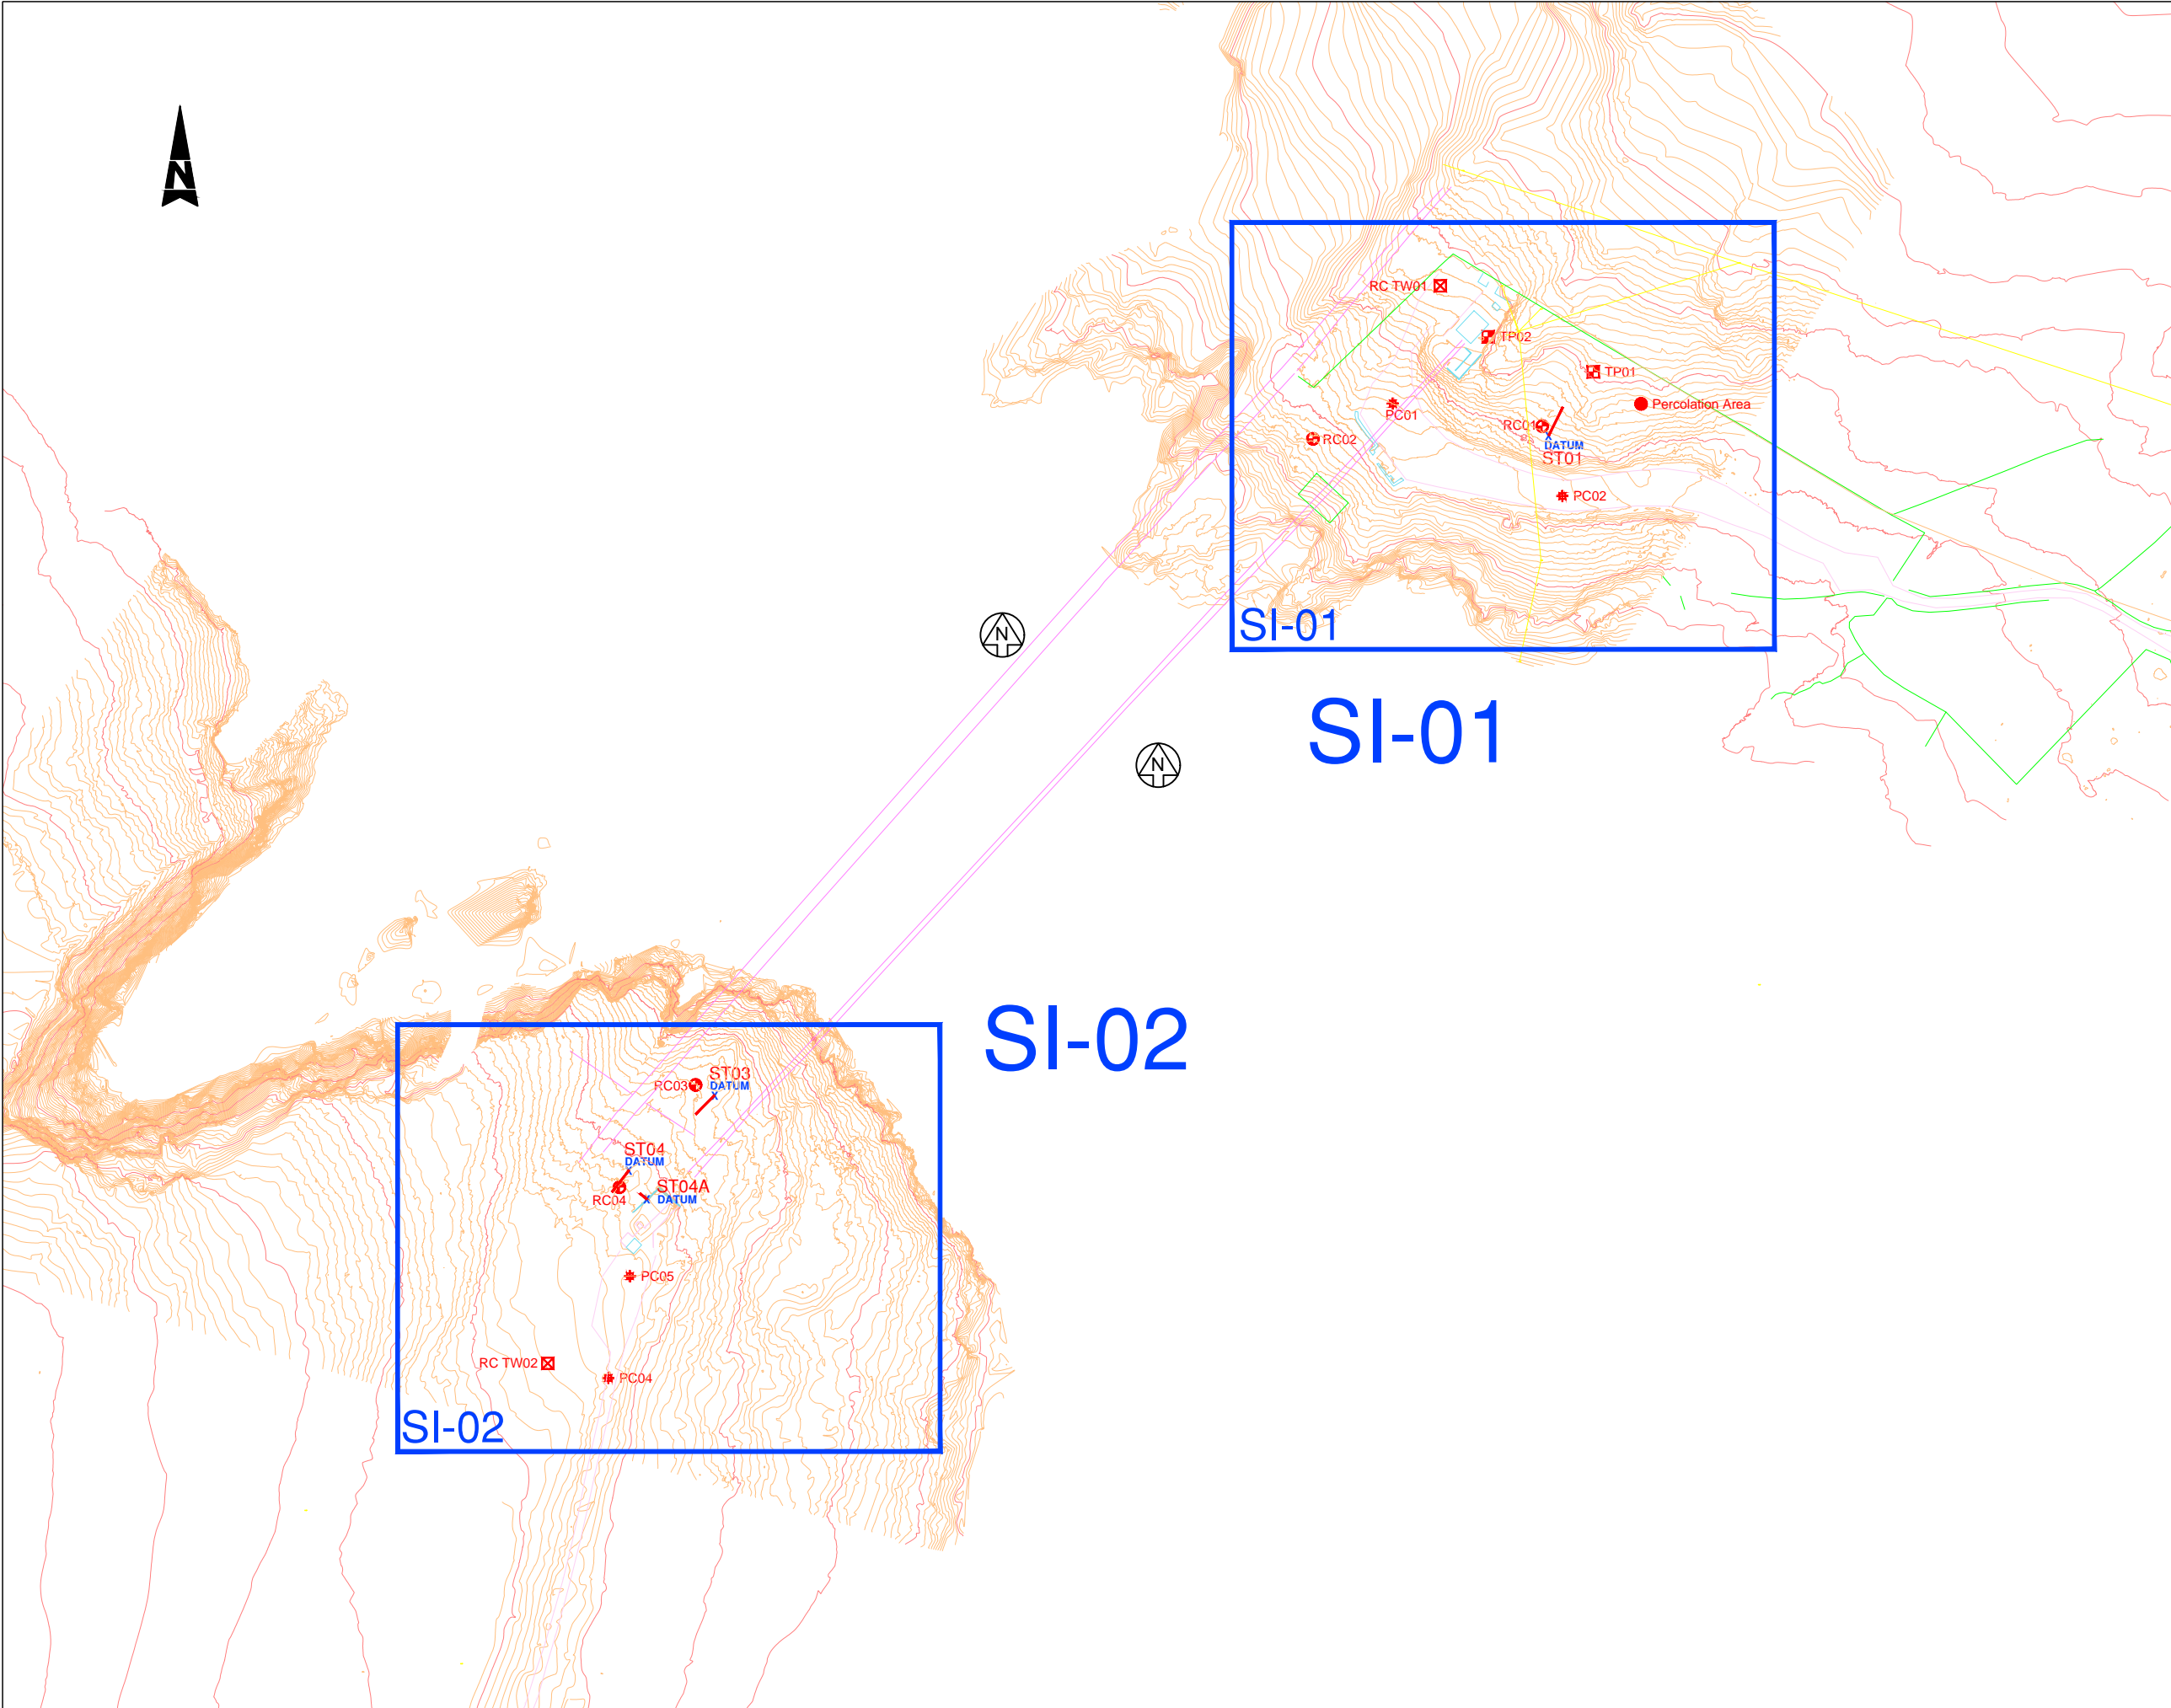 N
RC TW01
TP02
TP01
Percolation Area
PC01
RC01
RC02
DATUM
ST01
PC02
SI-01
N
SI-01
N
SI-02
ST03
RC03
DATUM
ST04
DATUM
ST04A
RC04
DATUM
PC05
RC TW02
PC04
SI-02